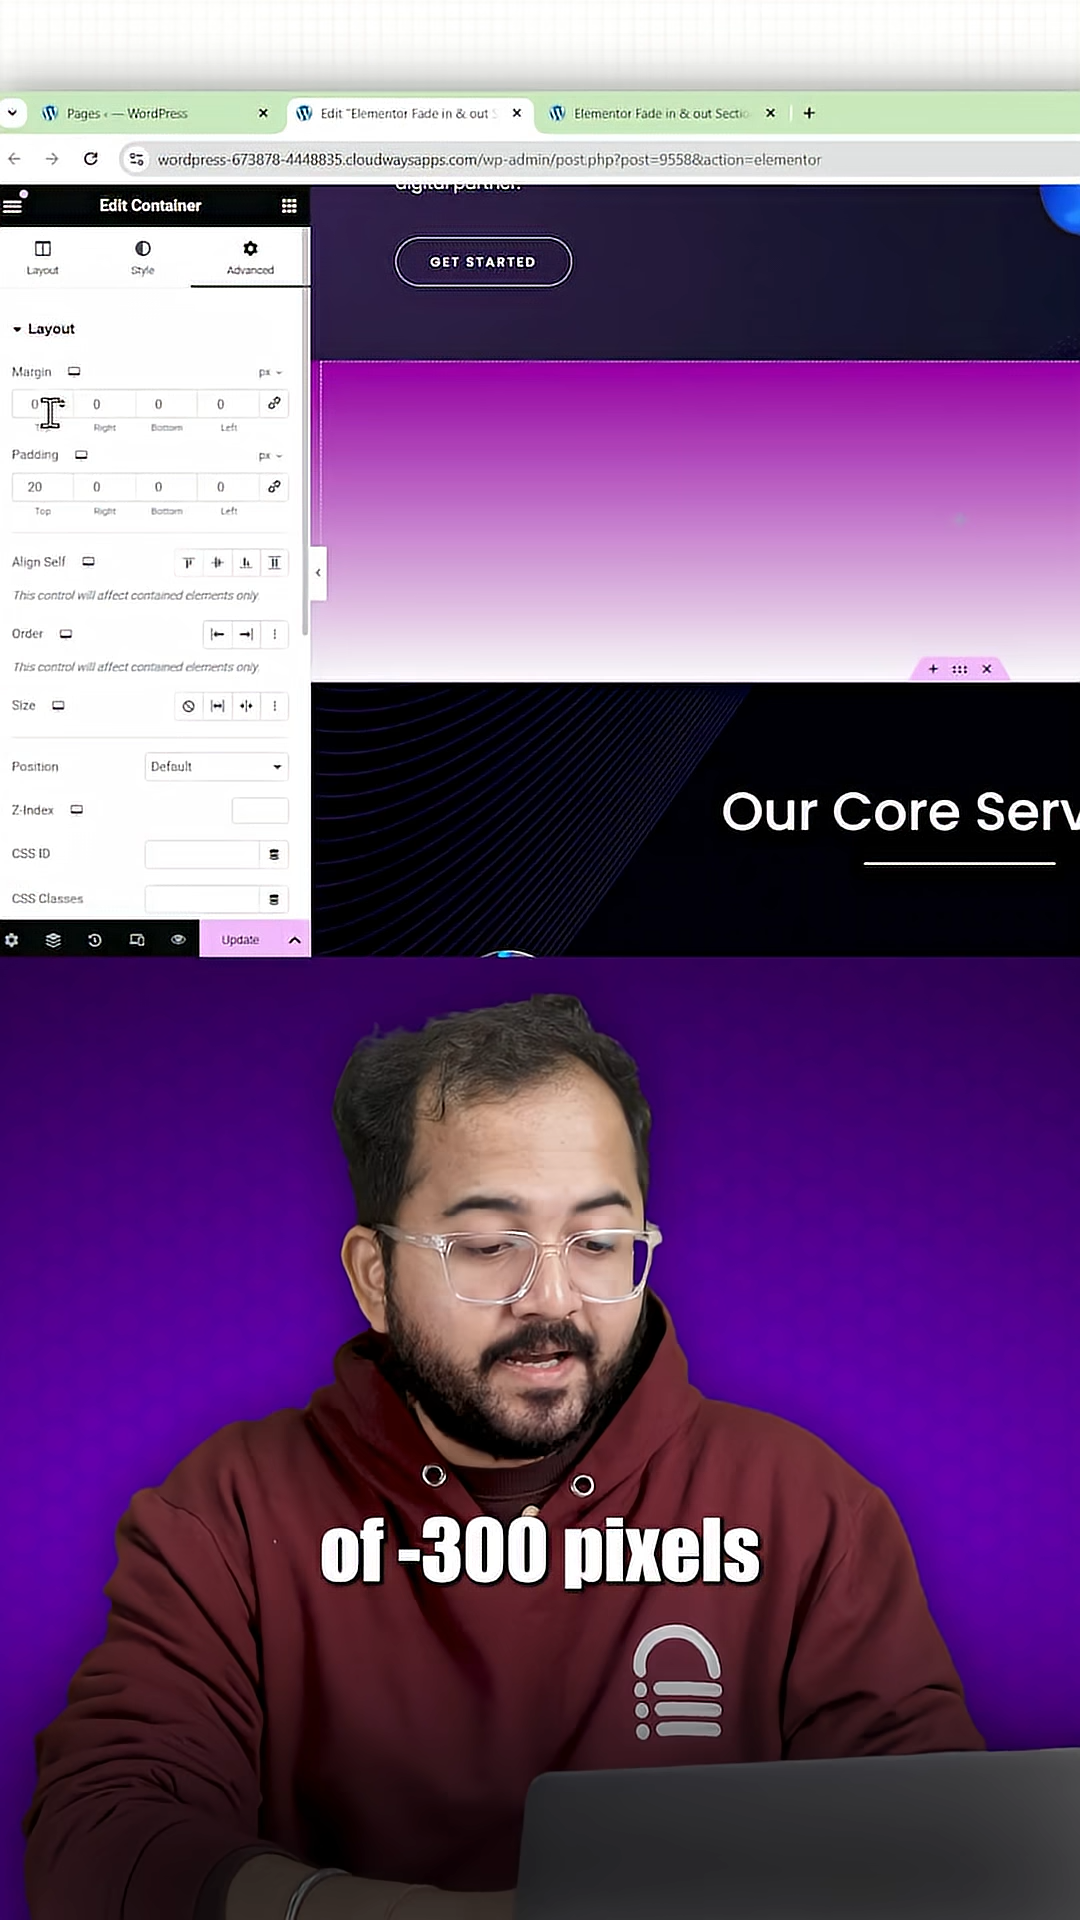 Pages ‹ — WordPress
Edit "Elementor Fade in & out S
Elementor Fade in & out Sectio
wordpress-673878-4448835.cloudwaysapps.com/wp-admin/post.php?post=9558&action=elementor
Edit Container
Layout
Style
Advanced
Layout
Margin
px
0
0
0
0
Right
Bottom
Left
Padding
px
20
0
0
0
Top
Right
Bottom
Left
Align Self
This control will affect contained elements only.
Order
This control will affect contained elements only.
Size
Position
Default
Z-Index
CSS ID
CSS Classes
Update
digital partner.
GET STARTED
Our Core Serv
of -300 pixels